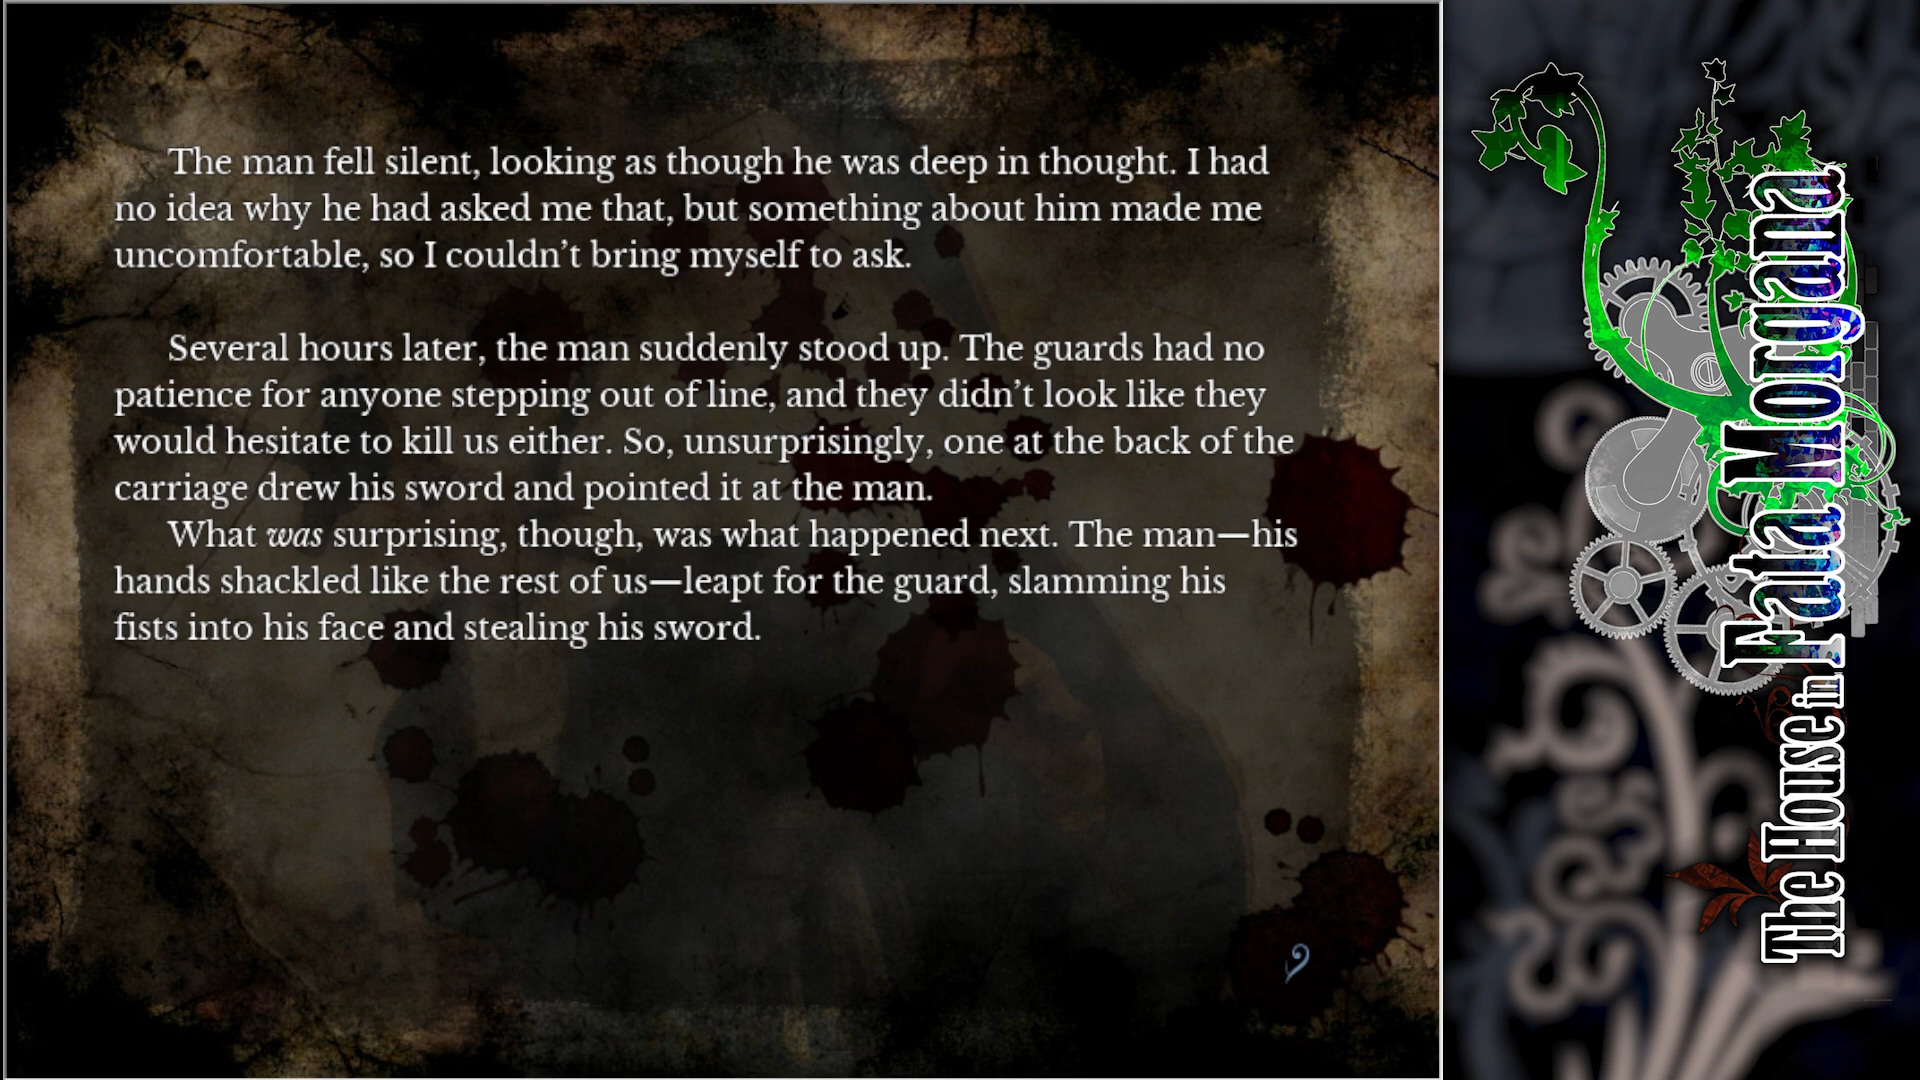 The man fell silent, looking as though he was deep in thought. I had
no idea why he had asked me that, but something about him made me
uncomfortable, so I couldn’t bring myself to ask.
Several hours later, the man suddenly stood up. The guards had no
patience for anyone stepping out of line, and they didn’t look like they
would hesitate to kill us either. So, unsurprisingly, one at the back of the
carriage drew his sword and pointed it at the man.
What was surprising, though, was what happened next. The man—his
hands shackled like the rest of us—leapt for the guard, slamming his
fists into his face and stealing his sword.
The House in Fata Morgana